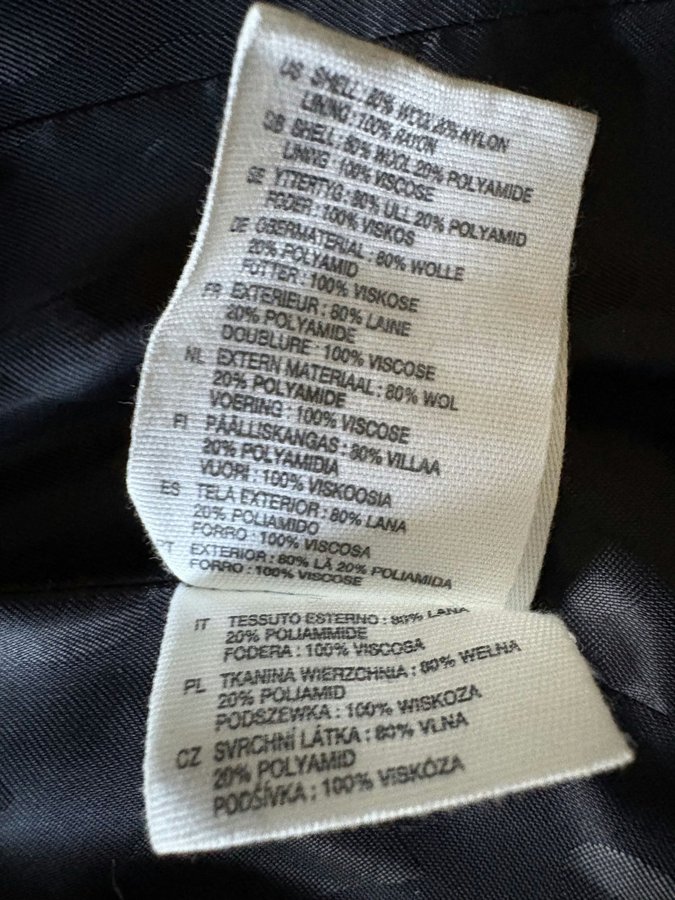 US SHELL : 80% WOOL 20% NYLON
LINING : 100% RAYON
GB SHELL : 80% WOOL 20% POLYAMIDE
LINING : 100% VISCOSE
SE YTTERTYG : 80% ULL 20% POLYAMID
FODER : 100% VISKOS
DE OBERMATERIAL : 80% WOLLE
20% POLYAMID
FUTTER : 100% VISKOSE
FR EXTERIEUR : 80% LAINE
20% POLYAMIDE
DOUBLURE : 100% VISCOSE
NL EXTERN MATERIAAL : 80% WOL
20% POLYAMIDE
VOERING : 100% VISCOSE
FI PÄÄLLISKANGAS : 80% VILLAA
20% POLYAMIDIA
VUORI : 100% VISKOOSIA
ES TELA EXTERIOR : 80% LANA
20% POLIAMIDO
FORRO : 100% VISCOSA
PT EXTERIOR : 80% LÃ 20% POLIAMIDA
FORRO : 100% VISCOSE
IT TESSUTO ESTERNO : 80% LANA
20% POLIAMMIDE
FODERA : 100% VISCOSA
PL TKANINA WIERZCHNIA : 80% WEŁNA
20% POLIAMID
PODSZEWKA : 100% WISKOZA
CZ SVRCHNÍ LÁTKA : 80% VLNA
20% POLYAMID
PODŠÍVKA : 100% VISKÓZA